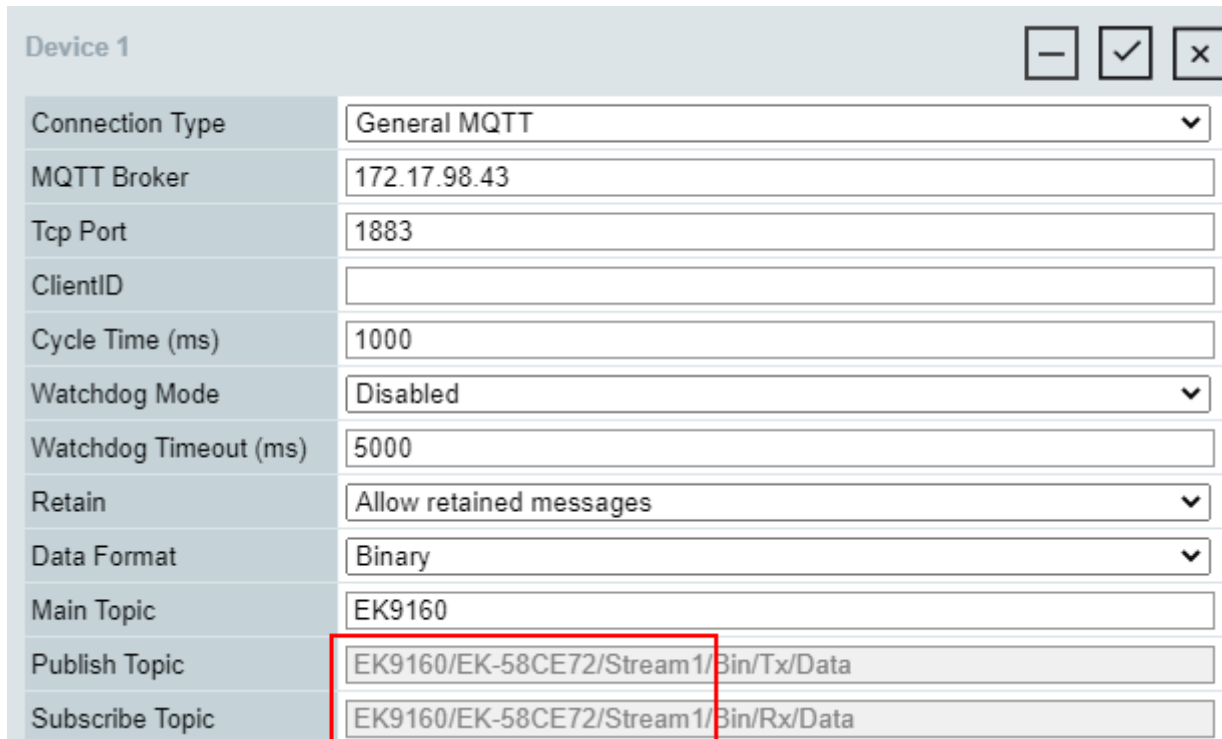 Device 1
Connection Type General MQTT
MQTT Broker 172.17.98.43
Tcp Port 1883
ClientID
Cycle Time (ms) 1000
Watchdog Mode Disabled
Watchdog Timeout (ms) 5000
Retain Allow retained messages
Data Format Binary
Main Topic EK9160
Publish Topic EK9160/EK-58CE72/Stream1/Bin/Tx/Data
Subscribe Topic EK9160/EK-58CE72/Stream1/Bin/Rx/Data